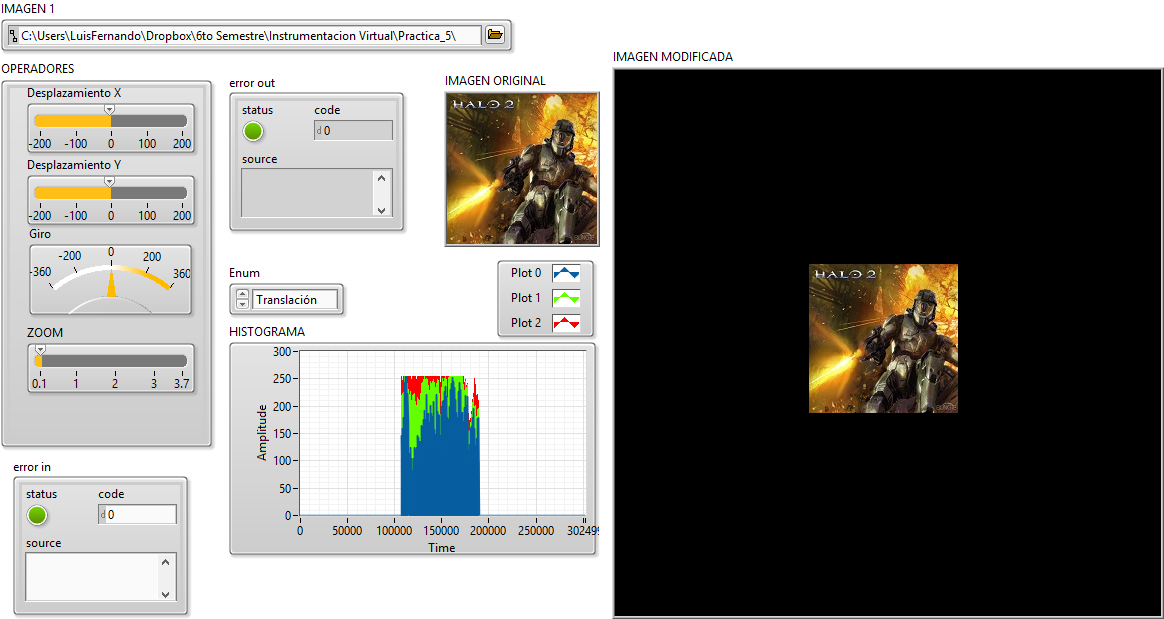 IMAGEN 1
C:\Users\LuisFernando\Dropbox\6to Semestre\Instrumentacion Virtual\Practica_5\
OPERADORES
Desplazamiento X
-200 -100 0 100 200
Desplazamiento Y
-200 -100 0 100 200
Giro
-360 -200 0 200 360
ZOOM
0.1 1 2 3 3.7
error in
status code
d 0
source
error out
status code
d 0
source
Enum
Translación
IMAGEN ORIGINAL
HALO 2
BUNGIE
Plot 0
Plot 1
Plot 2
HISTOGRAMA
Amplitude
300
250
200
150
100
50
0
0 50000 100000 150000 200000 250000 302499
Time
IMAGEN MODIFICADA
HALO 2
BUNGIE